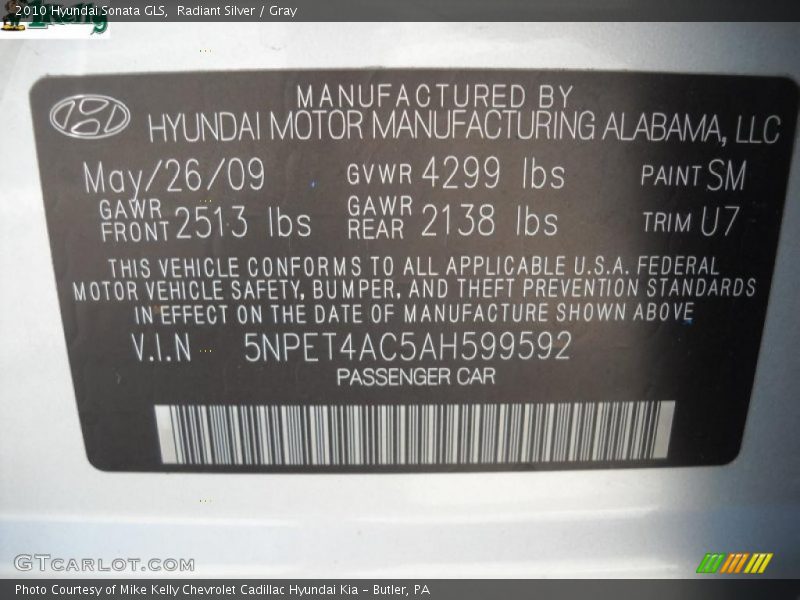 2010 Hyundai Sonata GLS,  Radiant Silver / Gray
Kelly
MANUFACTURED BY
HYUNDAI MOTOR MANUFACTURING ALABAMA, LLC
May/26/09 GVWR 4299 lbs PAINT SM
GAWR FRONT 2513 lbs GAWR REAR 2138 lbs TRIM U7
THIS VEHICLE CONFORMS TO ALL APPLICABLE U.S.A. FEDERAL
MOTOR VEHICLE SAFETY, BUMPER, AND THEFT PREVENTION STANDARDS
IN EFFECT ON THE DATE OF MANUFACTURE SHOWN ABOVE
V.I.N 5NPET4AC5AH599592
PASSENGER CAR
GTCARLOT.COM
Photo Courtesy of Mike Kelly Chevrolet Cadillac Hyundai Kia – Butler, PA